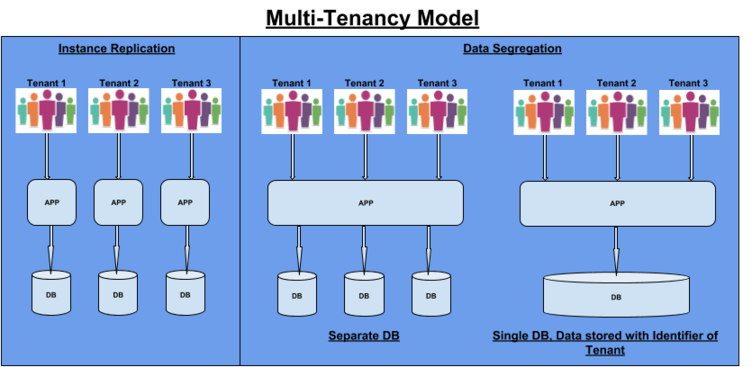 Multi-Tenancy Model
Instance Replication
Tenant 1 Tenant 2 Tenant 3
APP APP APP
DB DB DB
Data Segregation
Tenant 1 Tenant 2 Tenant 3
APP
DB DB DB
Separate DB
Tenant 1 Tenant 2 Tenant 3
APP
DB
Single DB, Data stored with Identifier of
Tenant